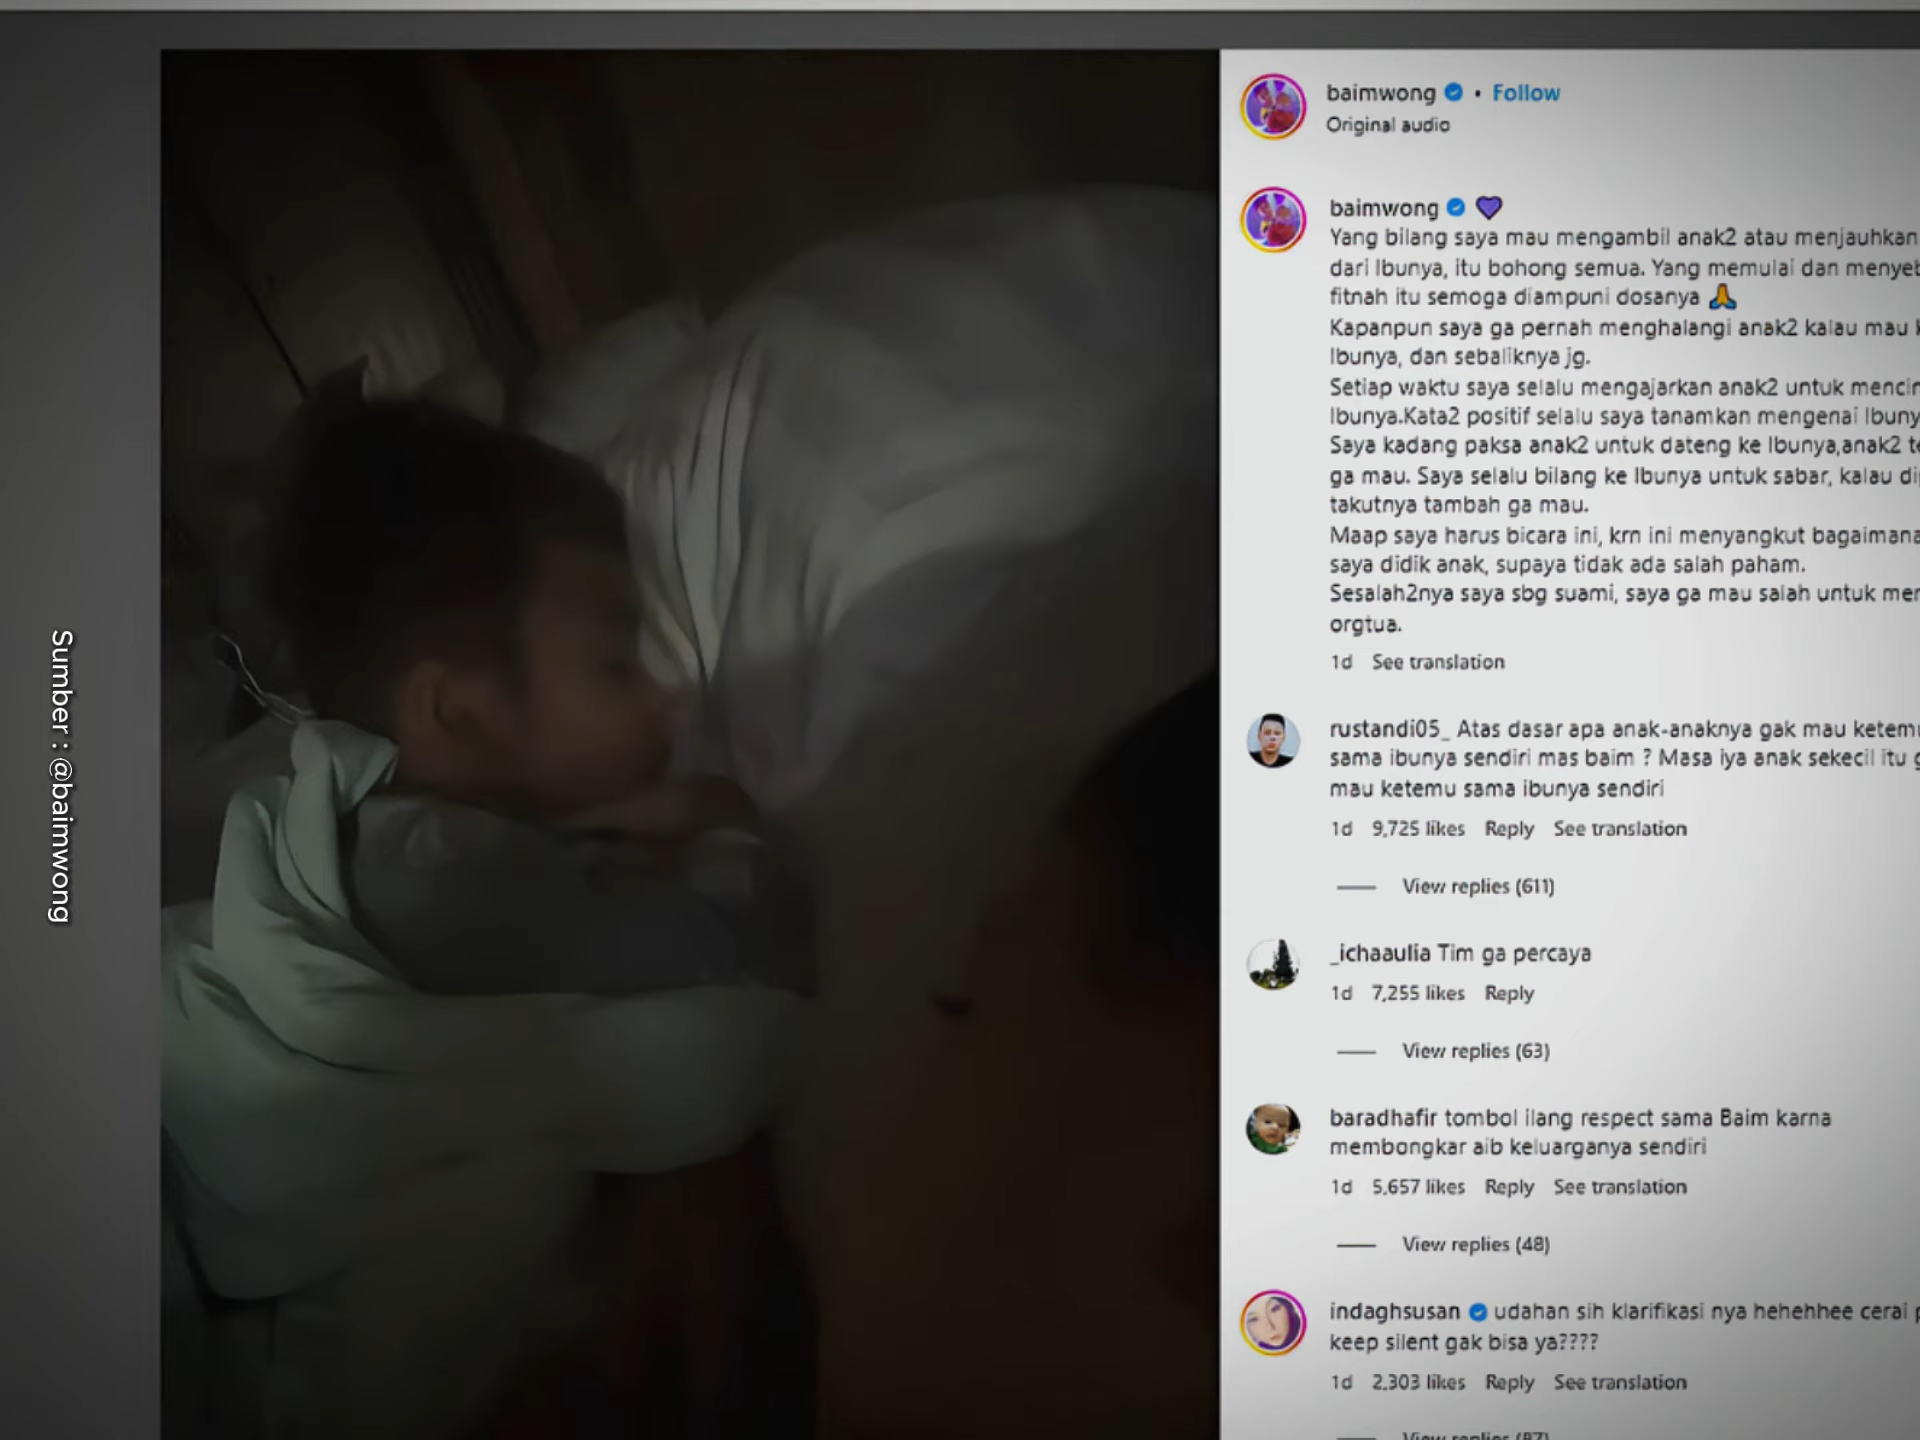 baimwong • Follow
Original audio
baimwong 💜
Yang bilang saya mau mengambil anak2 atau menjauhkan
dari Ibunya, itu bohong semua. Yang memulai dan
fitnah itu semoga diampuni dosanya 🙏
Kapanpun saya ga pernah menghalangi anak2 kalau mau
Ibunya, dan sebaliknya jg.
Setiap waktu saya selalu mengajarkan anak2 untuk
Ibunya.Kata2 positif selalu saya tanamkan mengenai
Saya kadang paksa anak2 untuk dateng ke Ibunya,anak2
ga mau. Saya selalu bilang ke Ibunya untuk sabar, kalau
takutnya tambah ga mau.
Maap saya harus bicara ini, krn ini menyangkut bagaimana
saya didik anak, supaya tidak ada salah paham.
Sesalah2nya saya sbg suami, saya ga mau salah untuk
orgtua.
1d See translation
rustandi05_ Atas dasar apa anak-anaknya gak mau ketemu
sama ibunya sendiri mas baim ? Masa iya anak sekecil itu
mau ketemu sama ibunya sendiri
1d 9,725 likes Reply See translation
View replies (611)
_ichaaulia Tim ga percaya
1d 7,255 likes Reply
View replies (63)
baradhafir tombol ilang respect sama Baim karna
membongkar aib keluarganya sendiri
1d 5,657 likes Reply See translation
View replies (48)
indaghsusan udahan sih klarifikasi nya hehehhee cerai
keep silent gak bisa ya????
1d 2,303 likes Reply See translation
View replies (87)
Sumber : @baimwong